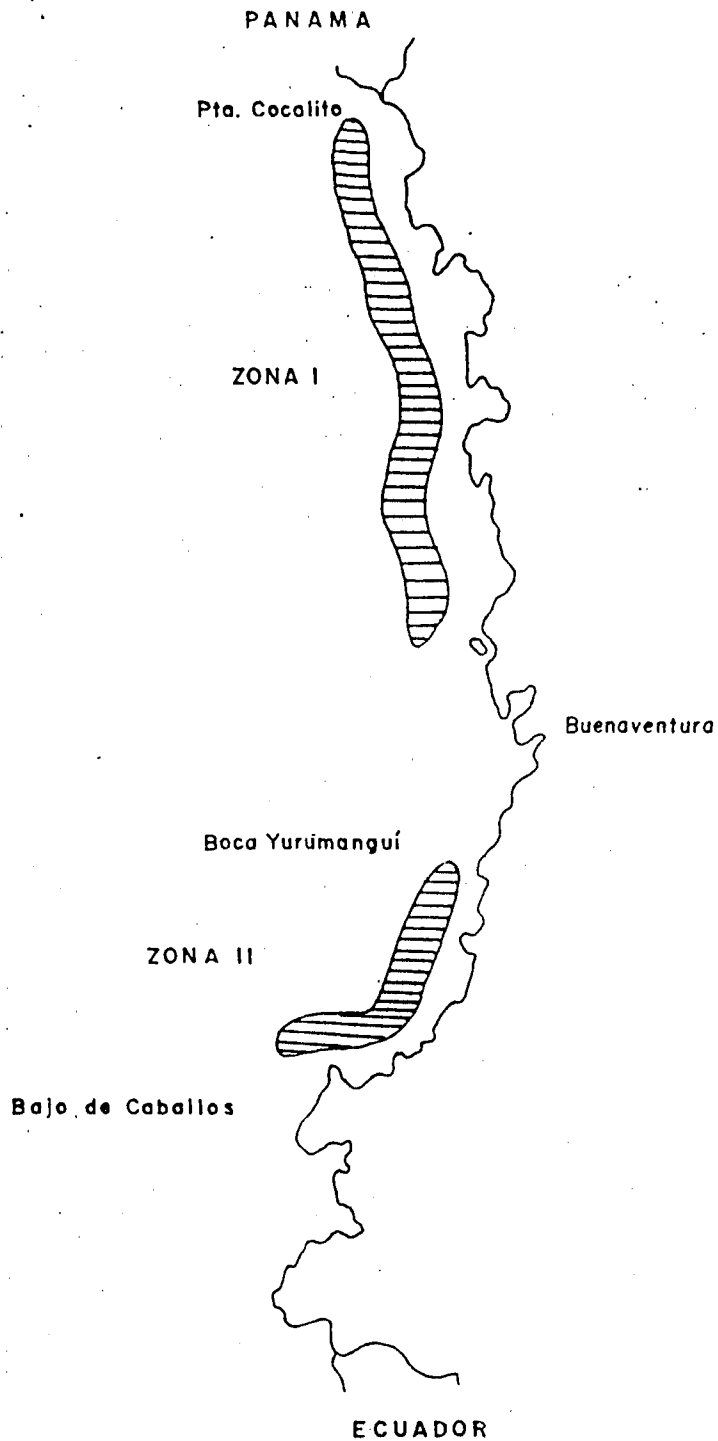 PANAMA
Pta. Cocalito
ZONA I
Buenaventura
Boca Yurumanguí
ZONA II
Bajo de Caballos
ECUADOR